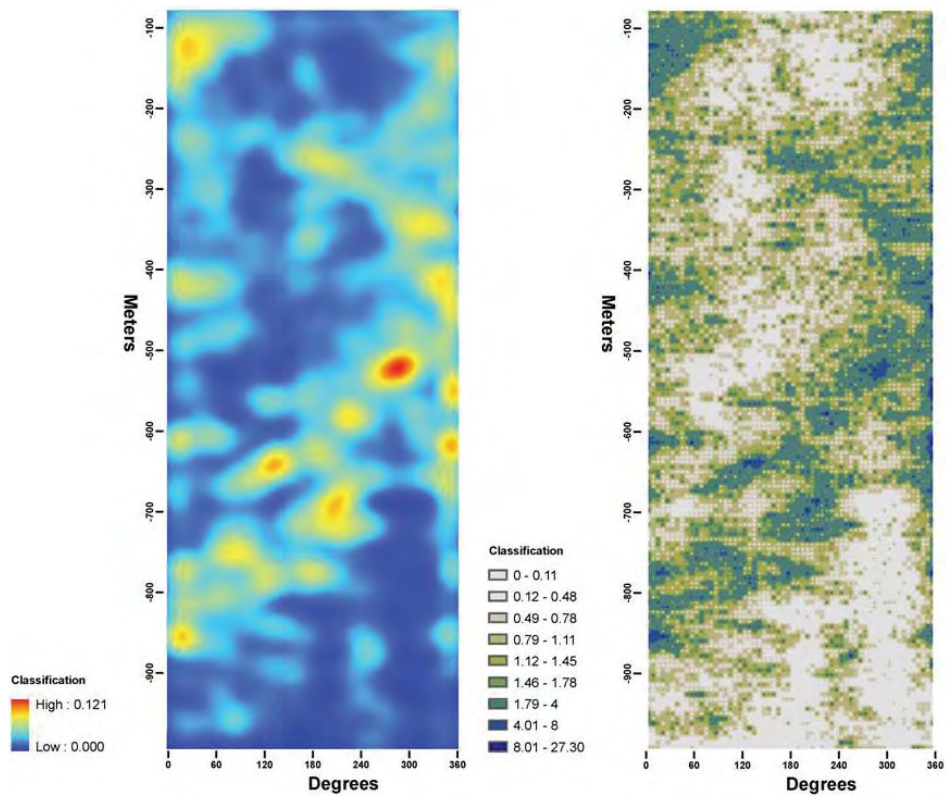 -100
-200
-300
-400
-500
-600
-700
-800
-900
Meters
0
60
120
180
240
300
360
Degrees
Classification
High : 0.121
Low : 0.000
Classification
0 - 0.11
0.12 - 0.48
0.49 - 0.78
0.79 - 1.11
1.12 - 1.45
1.46 - 1.78
1.79 - 4
4.01 - 8
8.01 - 27.30
-100
-200
-300
-400
-500
-600
-700
-800
-900
Meters
0
60
120
180
240
300
360
Degrees